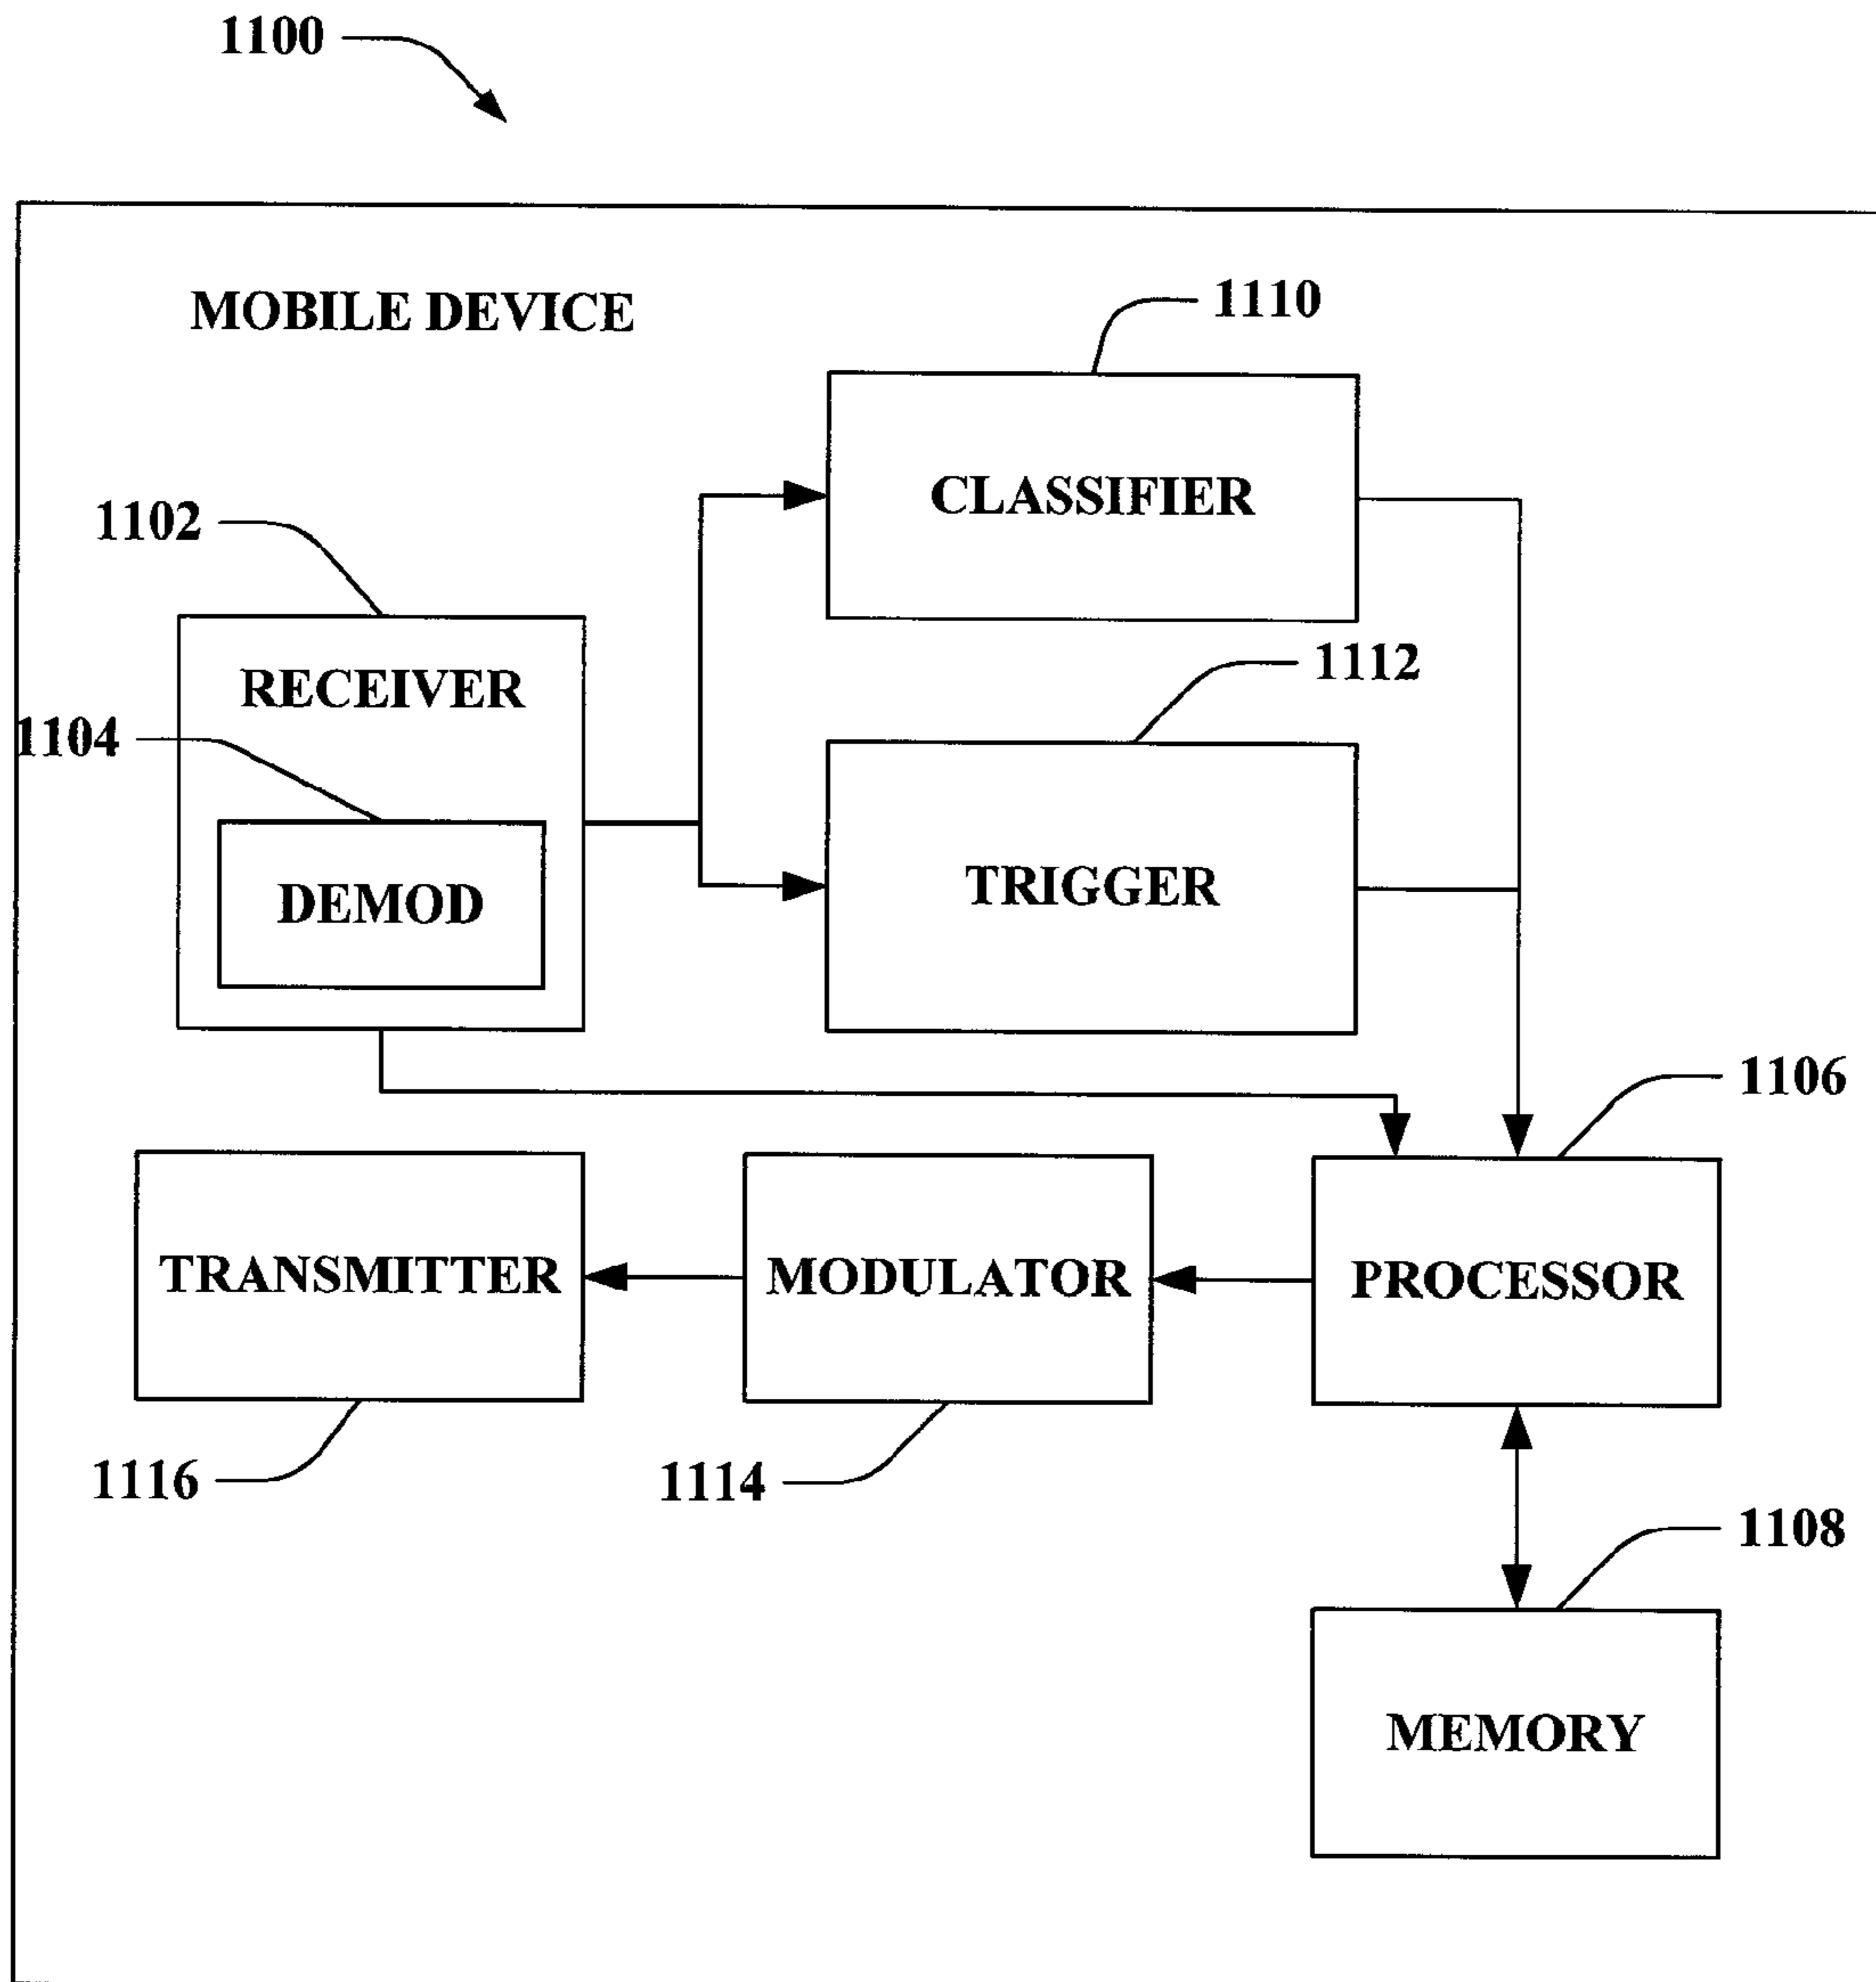 1100
MOBILE DEVICE
1110
CLASSIFIER
1102
RECEIVER
1112
1104
DEMOD
TRIGGER
1106
TRANSMITTER
MODULATOR
PROCESSOR
1116
1114
1108
MEMORY